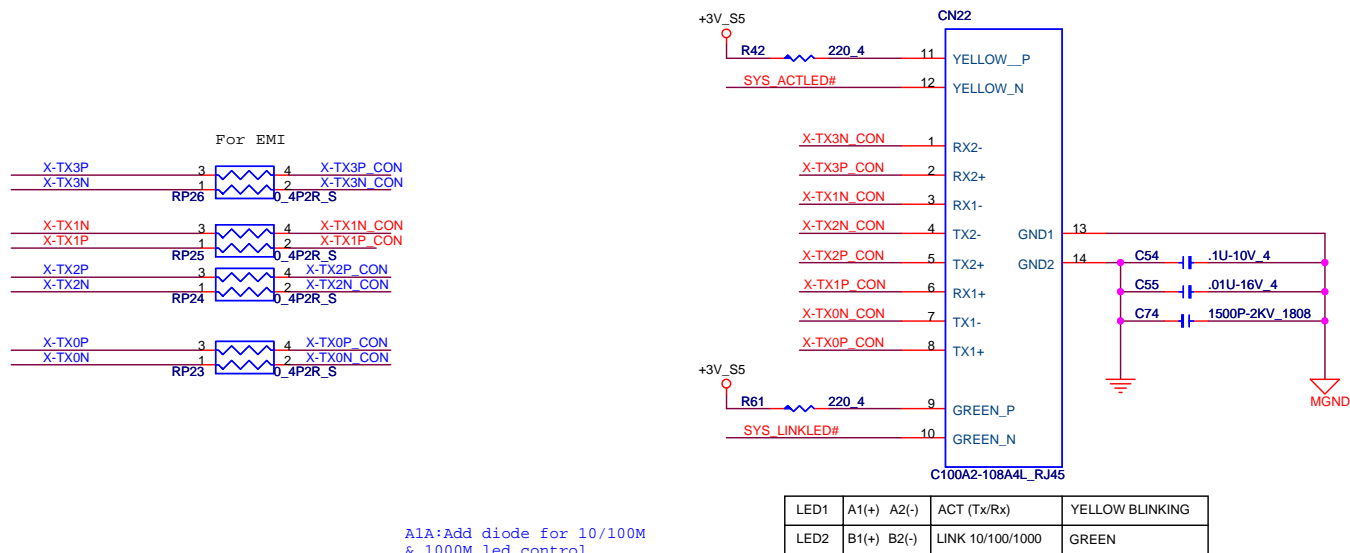 +3V_S5
CN22
R42 220_4 11 YELLOW__P
SYS_ACTLED# 12 YELLOW_N
For EMI
X-TX3P 3 4 X-TX3P_CON
X-TX3N 1 2 X-TX3N_CON
RP26 0_4P2R_S
X-TX1N 3 4 X-TX1N_CON
X-TX1P 1 2 X-TX1P_CON
RP25 0_4P2R_S
X-TX2P 3 4 X-TX2P_CON
X-TX2N 1 2 X-TX2N_CON
RP24 0_4P2R_S
X-TX0P 3 4 X-TX0P_CON
X-TX0N 1 2 X-TX0N_CON
RP23 0_4P2R_S
X-TX3N_CON 1 RX2-
X-TX3P_CON 2 RX2+
X-TX1N_CON 3 RX1-
X-TX2N_CON 4 TX2- GND1 13
X-TX2P_CON 5 TX2+ GND2 14 C54 .1U-10V_4
X-TX1P_CON 6 RX1+ C55 .01U-16V_4
X-TX0N_CON 7 TX1- C74 1500P-2KV_1808
X-TX0P_CON 8 TX1+
+3V_S5
MGND
R61 220_4 9 GREEN_P
SYS_LINKLED# 10 GREEN_N
C100A2-108A4L_RJ45
LED1 A1(+) A2(-) ACT (Tx/Rx) YELLOW BLINKING
LED2 B1(+) B2(-) LINK 10/100/1000 GREEN
A1A:Add diode for 10/100M
& 1000M led control